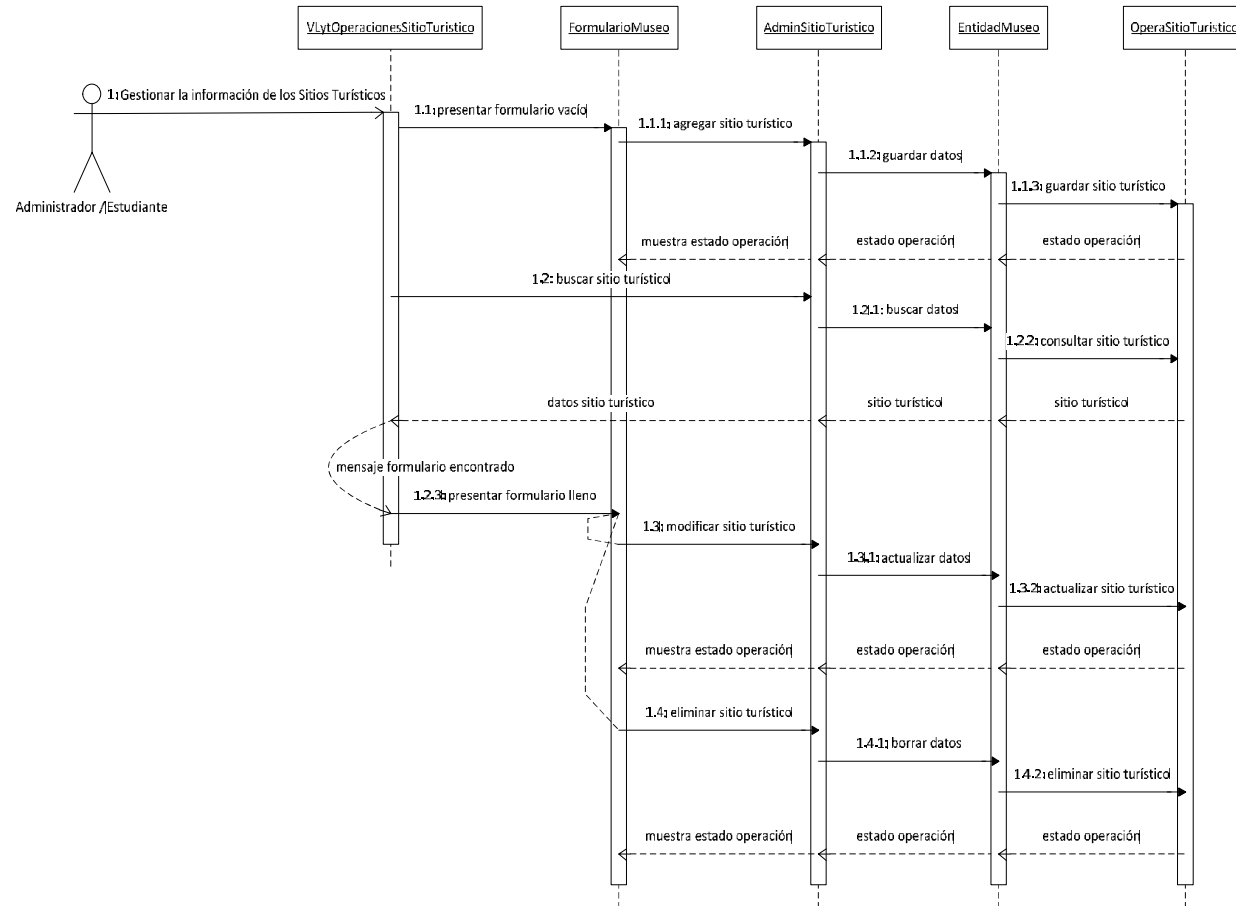 VLytOperacionesSitioTuristico
FormularioMuseo
AdminSitioTuristico
EntidadMuseo
OperaSitioTuristico
1: Gestionar la información de los Sitios Turísticos
Administrador /Estudiante
1.1: presentar formulario vacío
1.1.1: agregar sitio turístico
1.1.2: guardar datos
1.1.3: guardar sitio turístico
muestra estado operación
estado operación
estado operación
1.2: buscar sitio turístico
1.2.1: buscar datos
1.2.2: consultar sitio turístico
datos sitio turístico
sitio turístico
sitio turístico
mensaje formulario encontrado
1.2.3: presentar formulario lleno
1.3: modificar sitio turístico
1.3.1: actualizar datos
1.3.2: actualizar sitio turístico
muestra estado operación
estado operación
estado operación
1.4: eliminar sitio turístico
1.4.1: borrar datos
1.4.2: eliminar sitio turístico
muestra estado operación
estado operación
estado operación